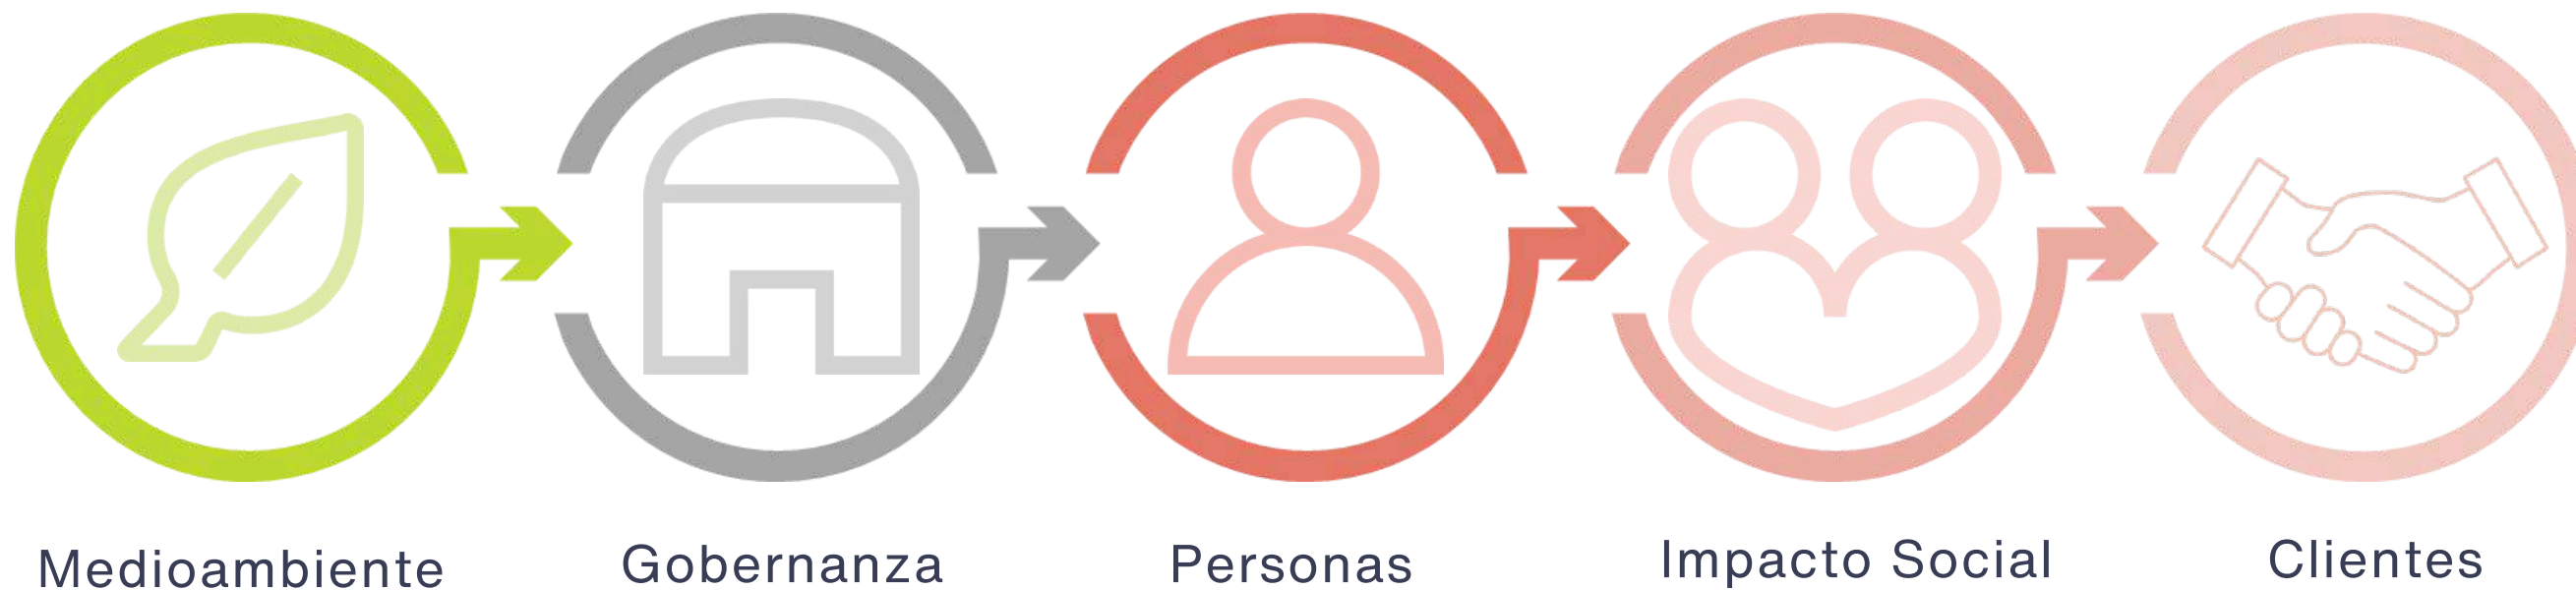 Medioambiente
Gobernanza
Personas
Impacto Social
Clientes